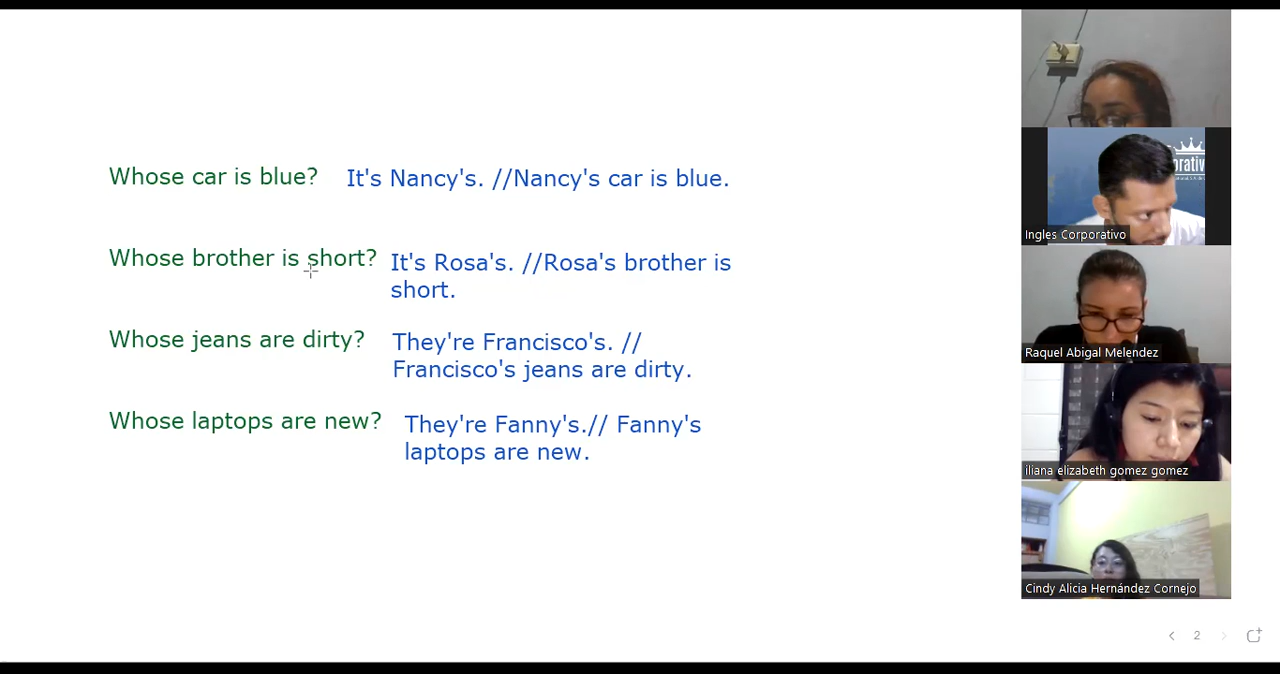 Whose car is blue? It's Nancy's. //Nancy's car is blue.
Whose brother is short? It's Rosa's. //Rosa's brother is
short.
Whose jeans are dirty? They're Francisco's. //
Francisco's jeans are dirty.
Whose laptops are new? They're Fanny's.// Fanny's
laptops are new.
Ingles Corporativo
Raquel Abigal Melendez
iliana elizabeth gomez gomez
Cindy Alicia Hernández Cornejo
2